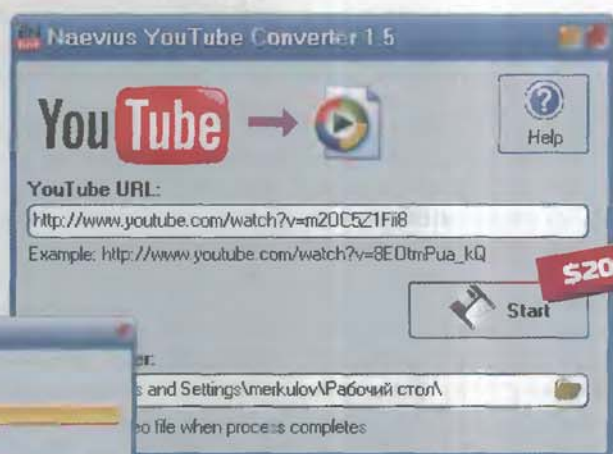 Naevius YouTube Converter 1.5
You Tube
Help
YouTube URL:
http://www.youtube.com/watch?v=m2OC5Z1Fii8
Example: http://www.youtube.com/watch?v=8EOtmPua_kQ
$20
Start
er:
s and Settings\merkulov\Рабочий стол\
eo file when process completes